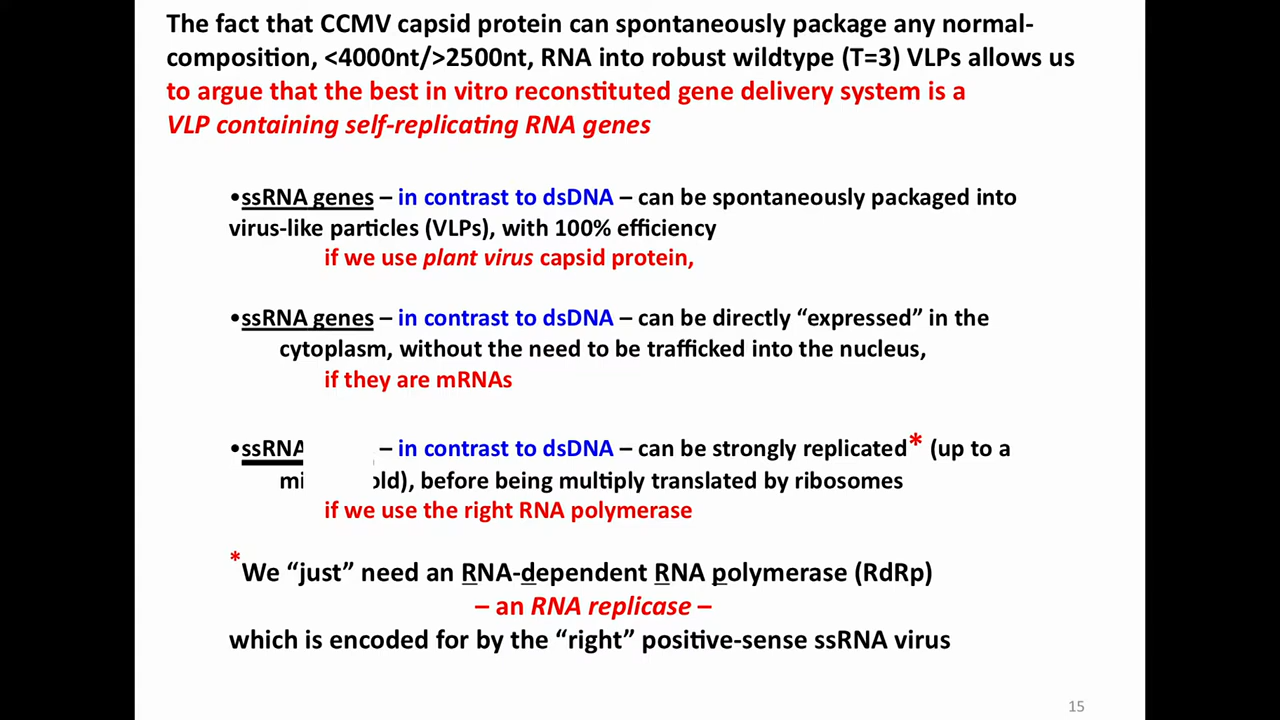 The fact that CCMV capsid protein can spontaneously package any normal-
composition, <4000nt/>2500nt, RNA into robust wildtype (T=3) VLPs allows us
to argue that the best in vitro reconstituted gene delivery system is a
VLP containing self-replicating RNA genes
•ssRNA genes – in contrast to dsDNA – can be spontaneously packaged into
virus-like particles (VLPs), with 100% efficiency
if we use plant virus capsid protein,
•ssRNA genes – in contrast to dsDNA – can be directly “expressed” in the
cytoplasm, without the need to be trafficked into the nucleus,
if they are mRNAs
•ssRNA – in contrast to dsDNA – can be strongly replicated* (up to a
old), before being multiply translated by ribosomes
if we use the right RNA polymerase
*We “just” need an RNA-dependent RNA polymerase (RdRp)
– an RNA replicase –
which is encoded for by the “right” positive-sense ssRNA virus
15